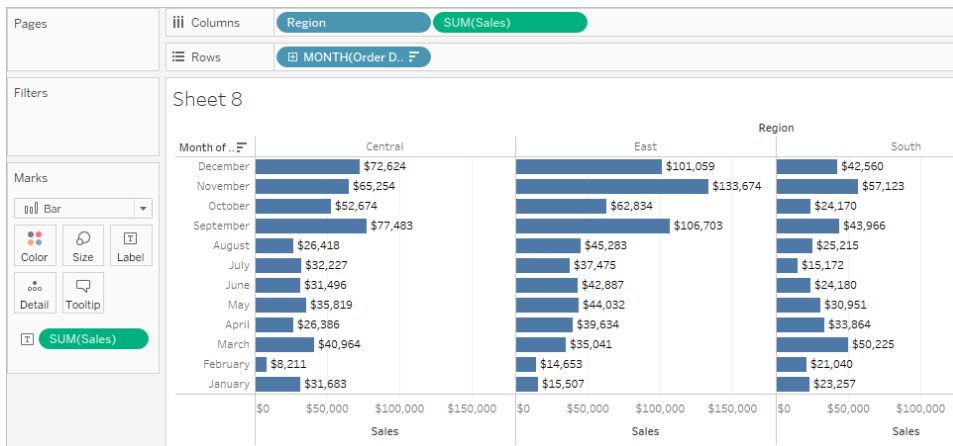 Pages
Columns Region SUM(Sales)
Rows MONTH(Order D..
Filters
Sheet 8
Region
Month of ..
Central East South
December $72,624 $101,059 $42,560
November $65,254 $133,674 $57,123
October $52,674 $62,834 $24,170
September $77,483 $106,703 $43,966
August $26,418 $45,283 $25,215
July $32,227 $37,475 $15,172
June $31,496 $42,887 $24,180
May $35,819 $44,032 $30,951
April $26,386 $39,634 $33,864
March $40,964 $35,041 $50,225
February $8,211 $14,653 $21,040
January $31,683 $15,507 $23,257
$0 $50,000 $100,000 $150,000 $0 $50,000 $100,000 $150,000 $0 $50,000 $100,000
Sales Sales Sales
Marks
Bar
Color Size T Label
Detail Tooltip
T SUM(Sales)